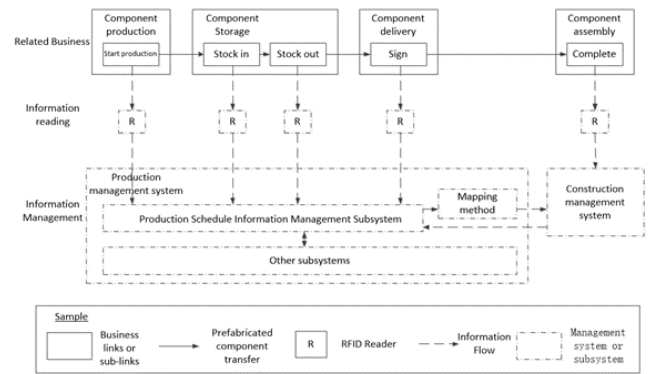 Component
production
Component
Storage
Component
delivery
Component
assembly
Related Business
Start production
Stock in
Stock out
Sign
Complete
Information
reading
R
R
R
R
R
Production
management system
Information
Management
Production Schedule Information Management Subsystem
Mapping
method
Construction
management
system
Other subsystems
Sample
Business
links or
sub-links
Prefabricated
component
transfer
R
RFID Reader
Information
Flow
Management
system or
subsystem